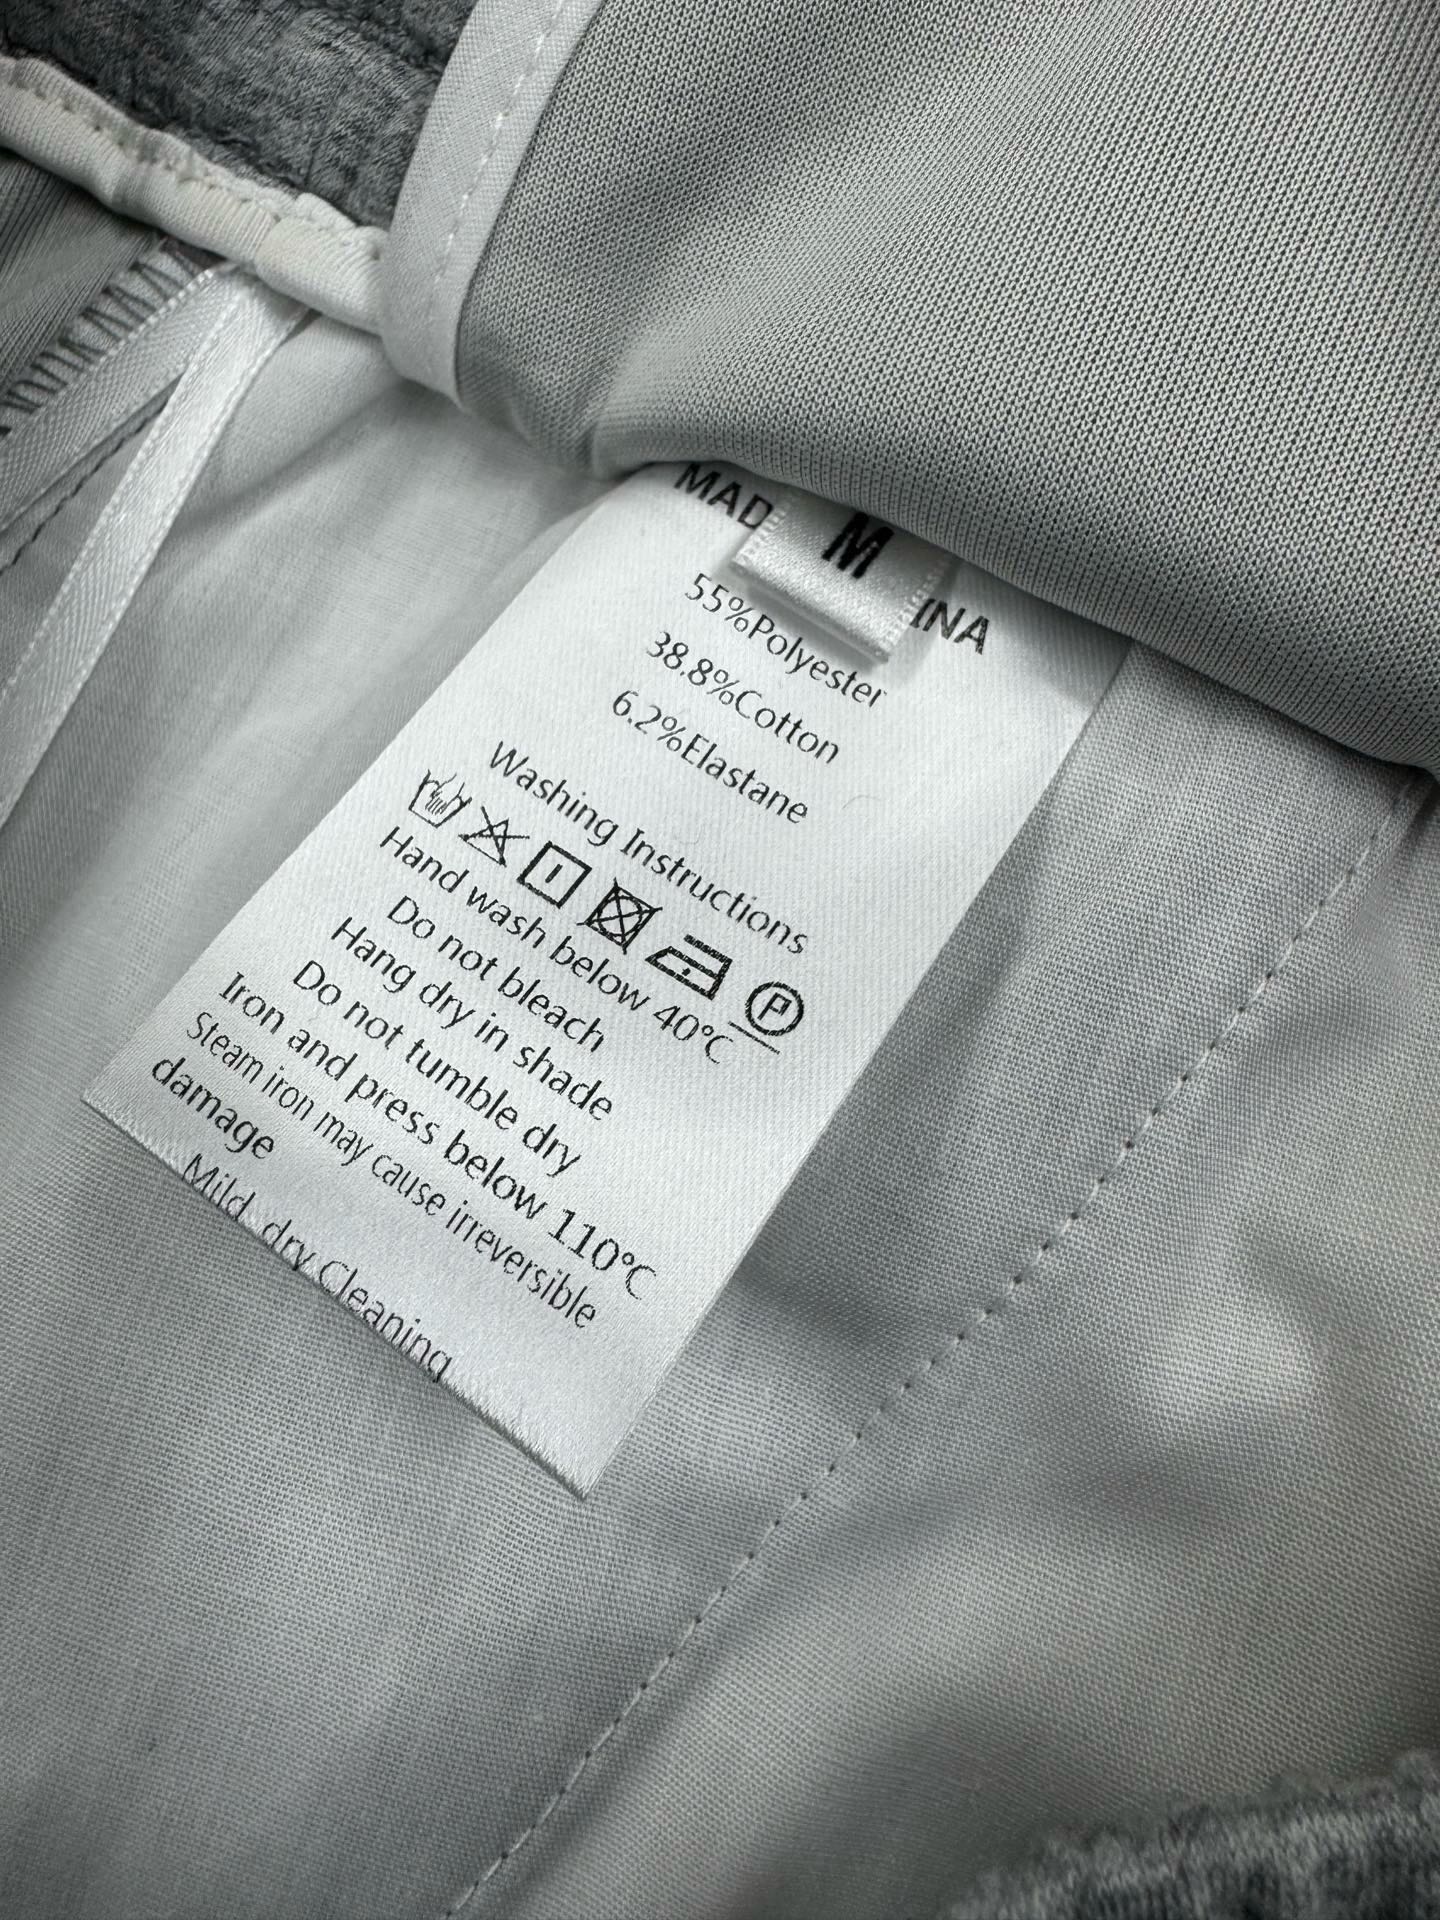 MAD
M
INA
55%Polyester
38.8%Cotton
6.2%Elastane
Washing Instructions
P
Hand wash below 40°C
Do not bleach
Hang dry in shade
Do not tumble dry
Iron and press below 110°C
Steam iron may cause irreversible
damage
Mild dry Cleaning